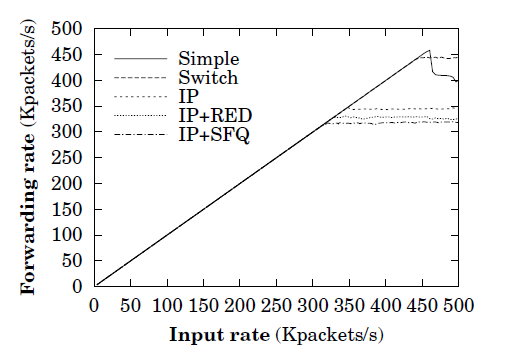 500
450
400
350
300
250
200
150
100
50
0
Forwarding rate (Kpackets/s)
Simple
Switch
IP
IP+RED
IP+SFQ
0 50 100 150 200 250 300 350 400 450 500
Input rate (Kpackets/s)